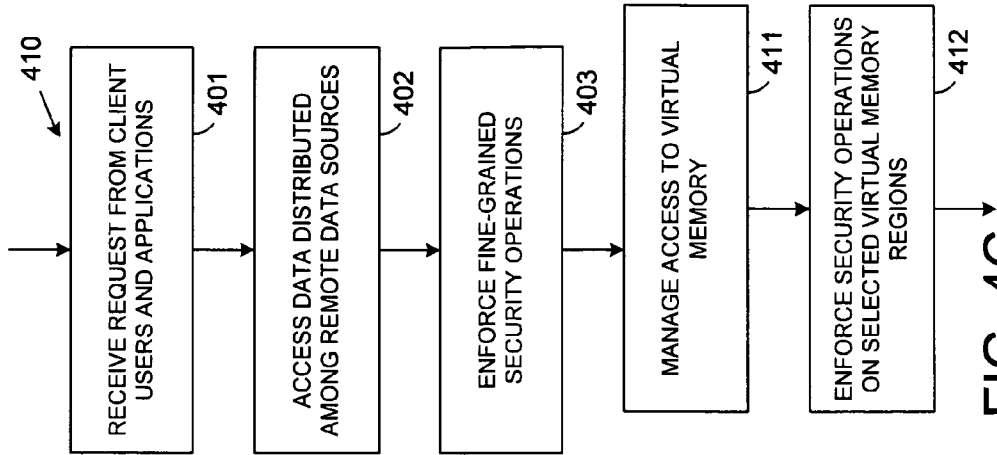 410
RECEIVE REQUEST FROM CLIENT
USERS AND APPLICATIONS
401
ACCESS DATA DISTRIBUTED
AMONG REMOTE DATA SOURCES
402
ENFORCE FINE-GRAINED
SECURITY OPERATIONS
403
MANAGE ACCESS TO VIRTUAL
MEMORY
411
ENFORCE SECURITY OPERATIONS
ON SELECTED VIRTUAL MEMORY
REGIONS
412